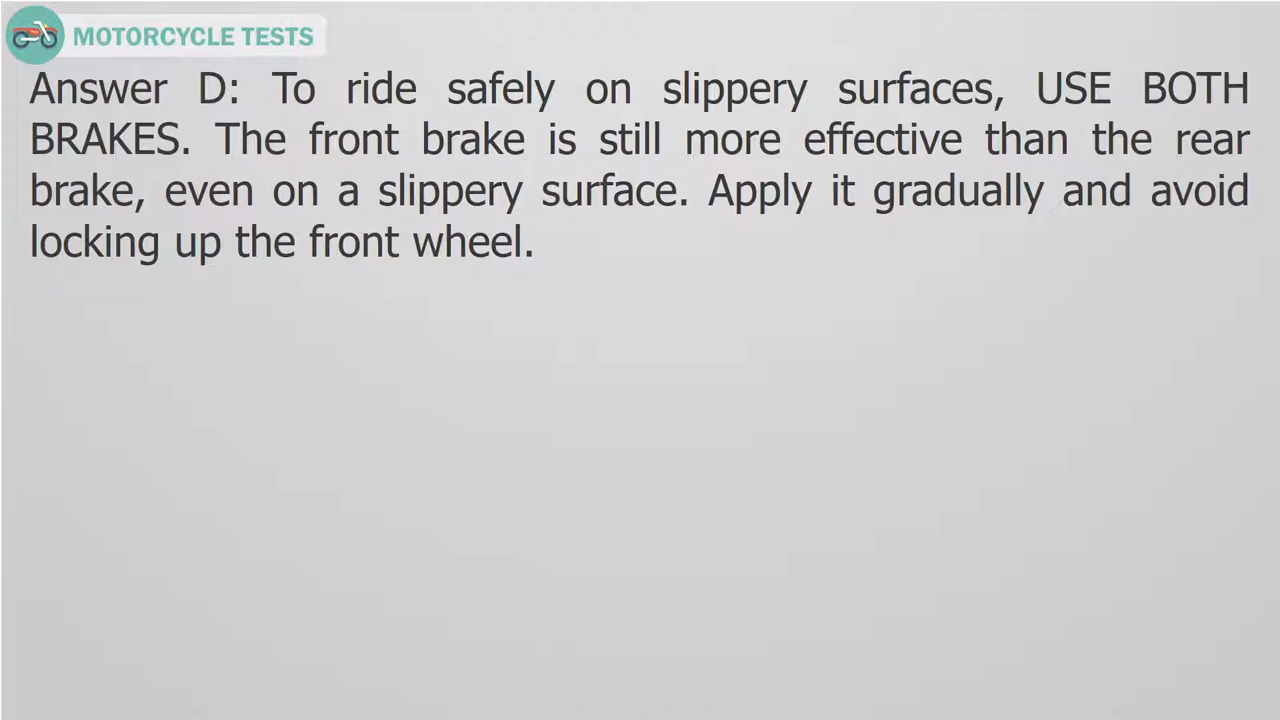 MOTORCYCLE TESTS
Answer D: To ride safely on slippery surfaces, USE BOTH
BRAKES. The front brake is still more effective than the rear
brake, even on a slippery surface. Apply it gradually and avoid
locking up the front wheel.